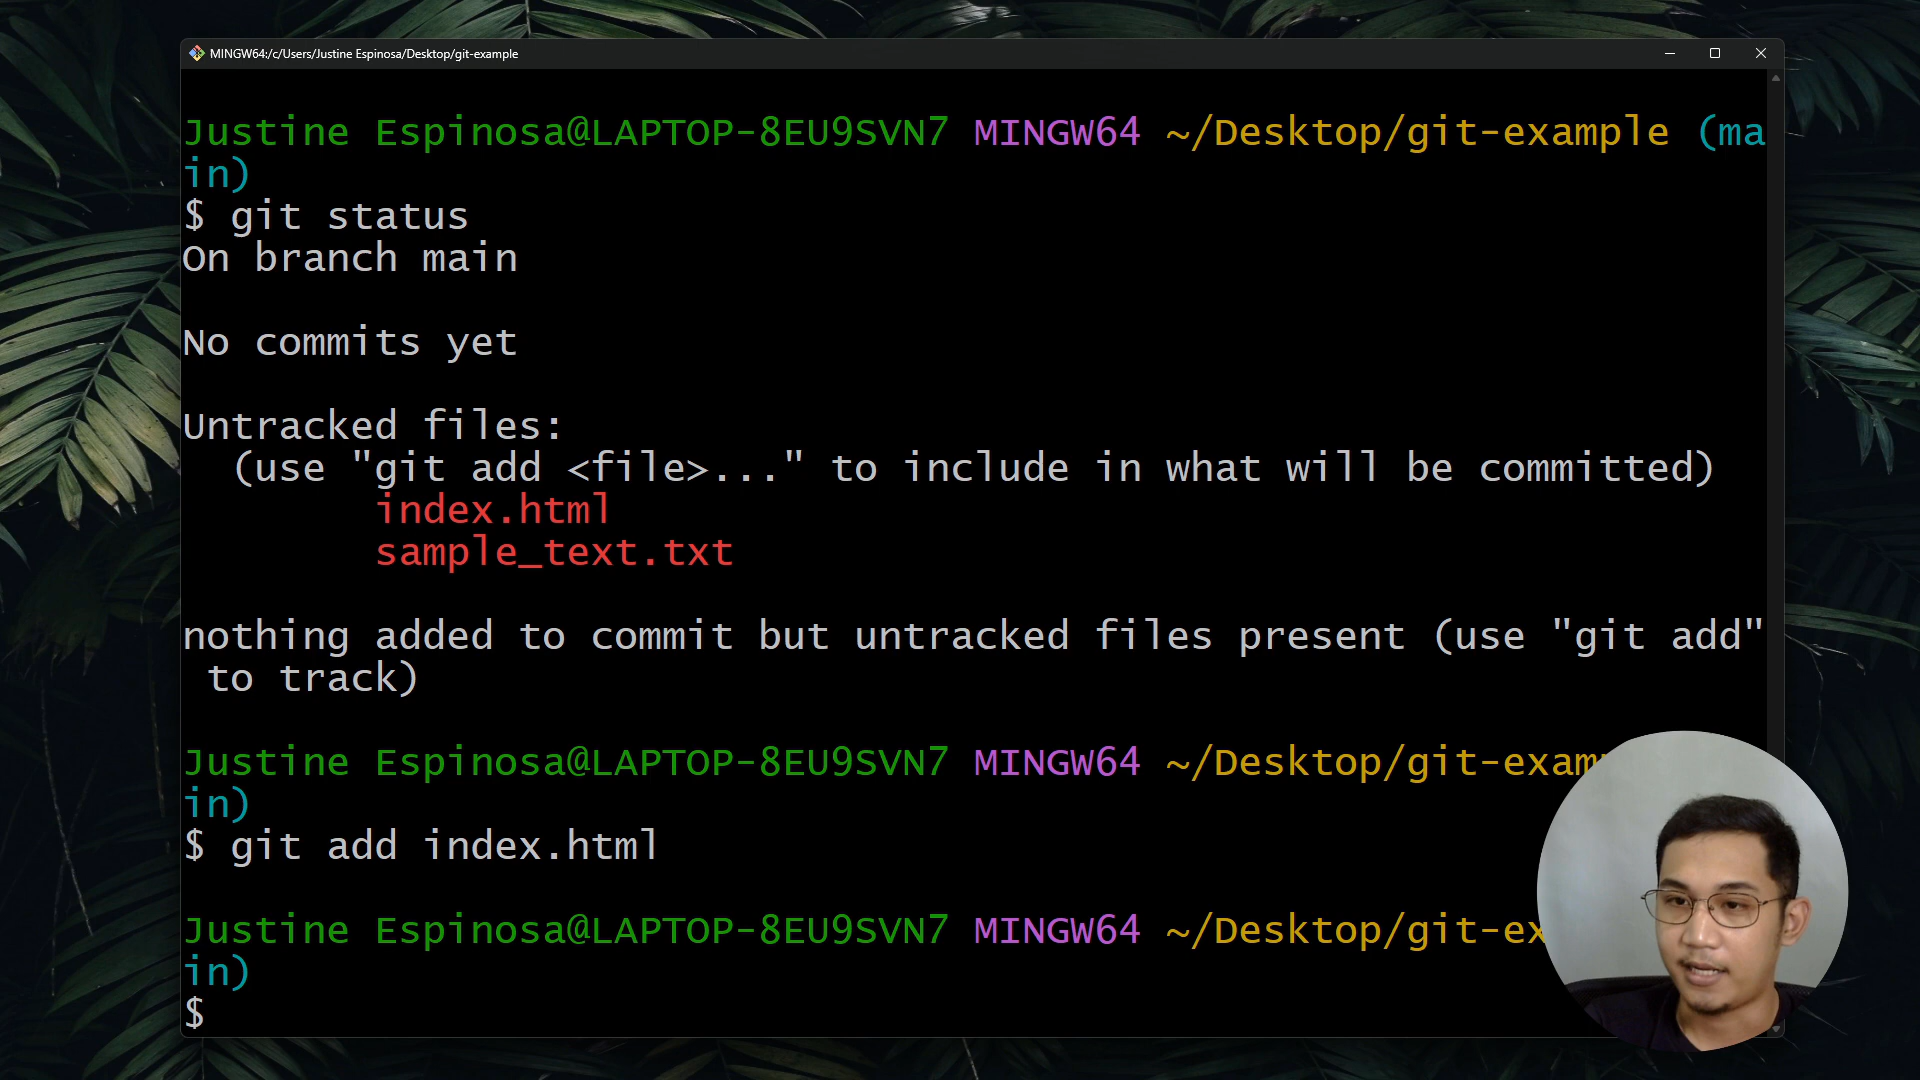 MINGW64:/c/Users/Justine Espinosa/Desktop/git-example
Justine Espinosa@LAPTOP-8EU9SVN7 MINGW64 ~/Desktop/git-example (ma
in)
$ git status
On branch main
No commits yet
Untracked files:
  (use "git add <file>..." to include in what will be committed)
        index.html
        sample_text.txt
nothing added to commit but untracked files present (use "git add"
 to track)
Justine Espinosa@LAPTOP-8EU9SVN7 MINGW64 ~/Desktop/git-exam
in)
$ git add index.html
Justine Espinosa@LAPTOP-8EU9SVN7 MINGW64 ~/Desktop/git-ex
in)
$